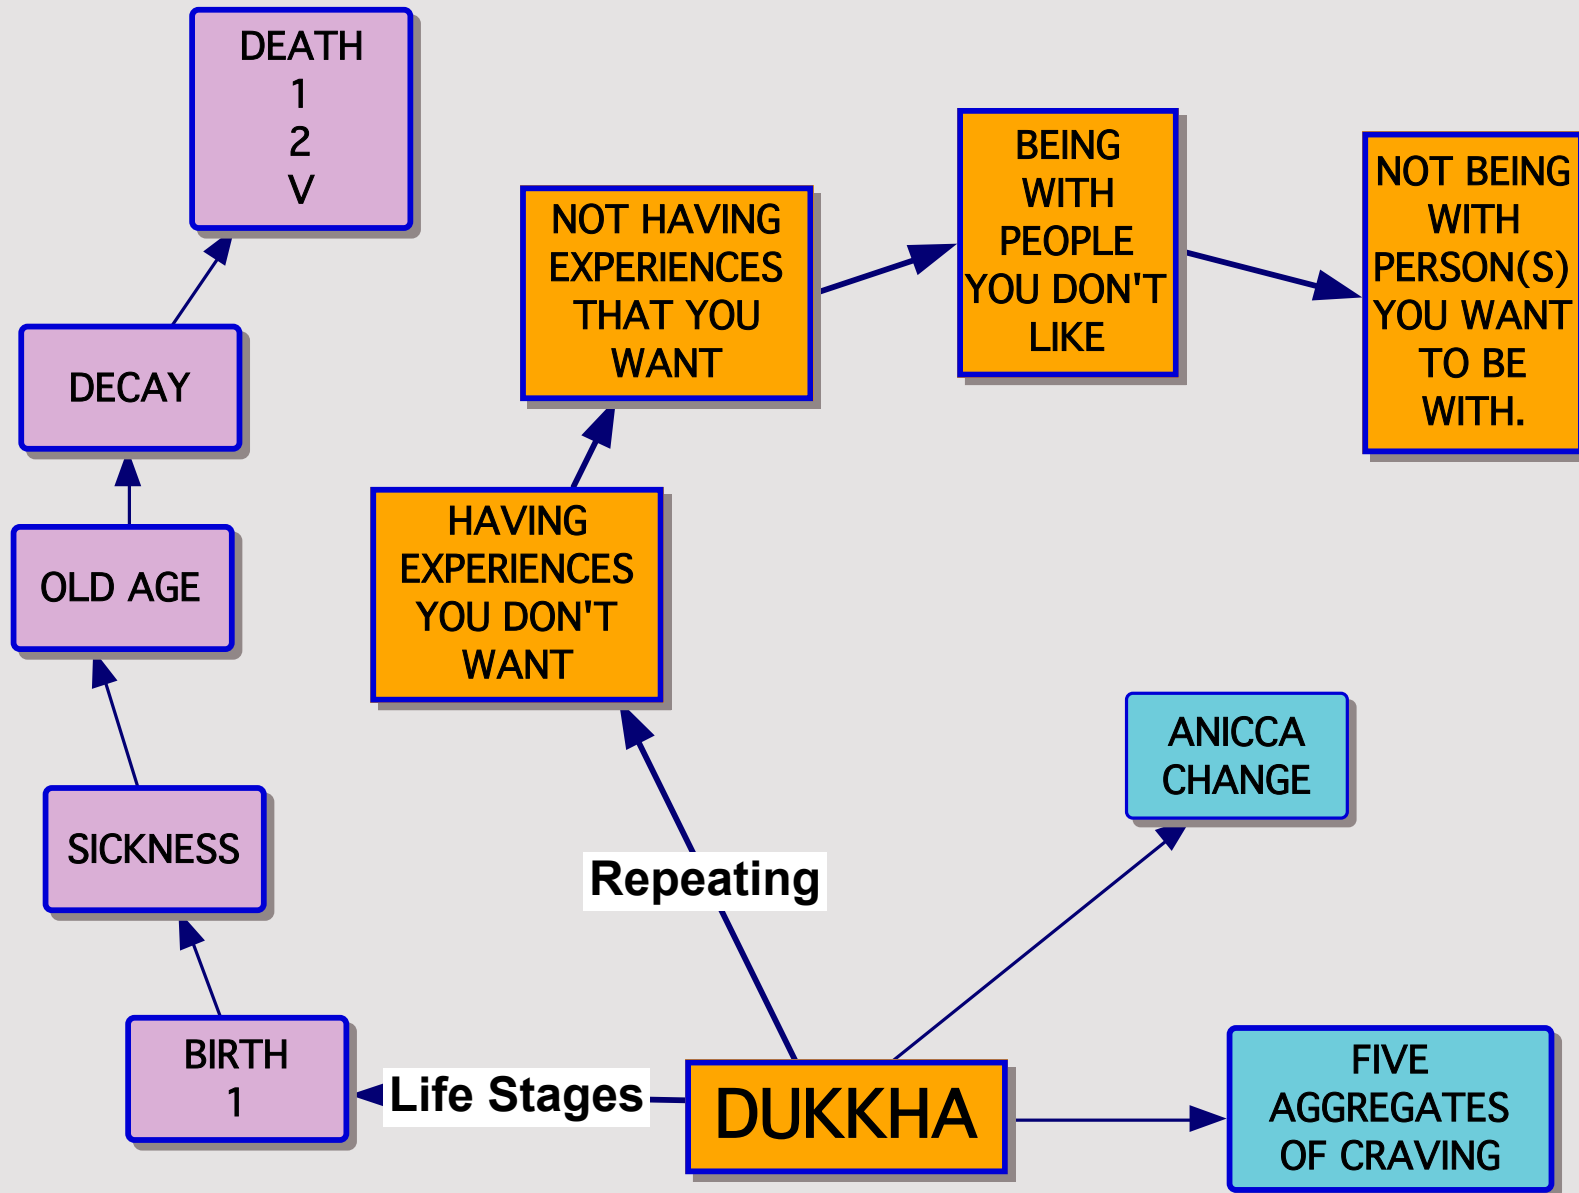 DEATH
1
2
V
DECAY
OLD AGE
SICKNESS
BIRTH
1
NOT HAVING
EXPERIENCES
THAT YOU
WANT
HAVING
EXPERIENCES
YOU DON'T
WANT
BEING
WITH
PEOPLE
YOU DON'T
LIKE
NOT BEING
WITH
PERSON(S)
YOU WANT
TO BE
WITH.
ANICCA
CHANGE
Repeating
Life Stages
DUKKHA
FIVE
AGGREGATES
OF CRAVING